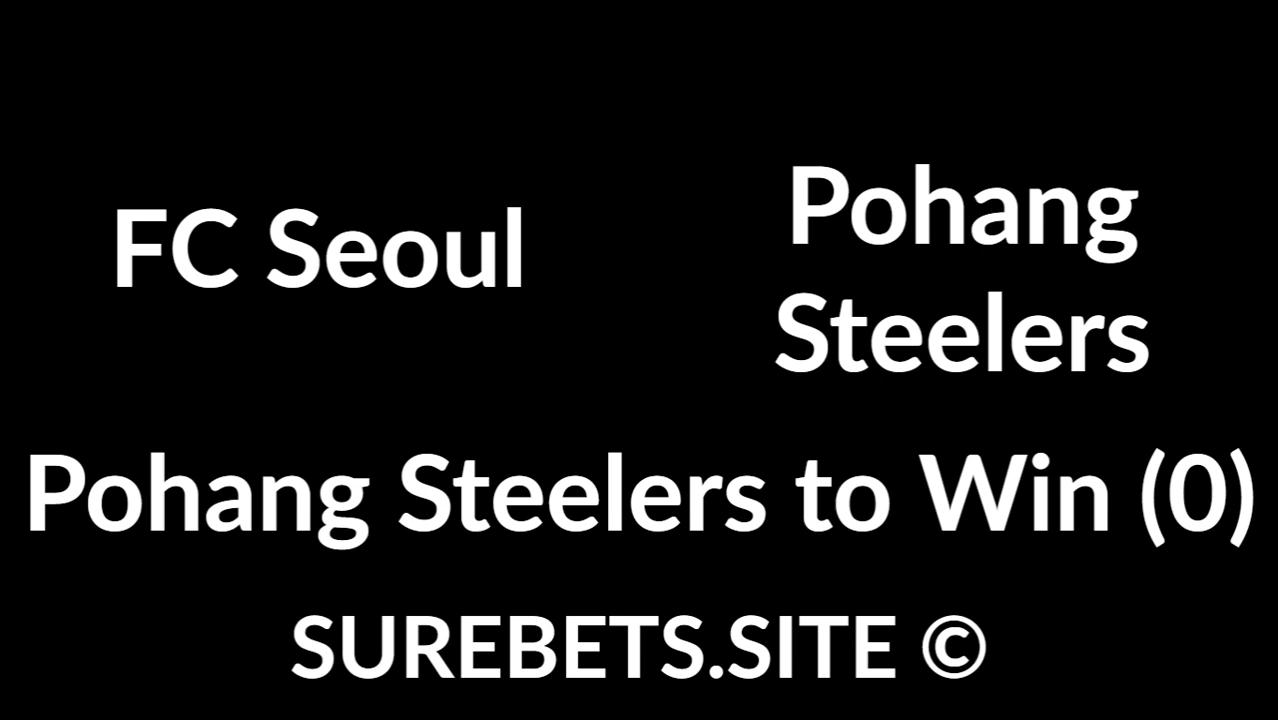 FC Seoul
Pohang
Steelers
Pohang Steelers to Win (0)
SUREBETS.SITE ©